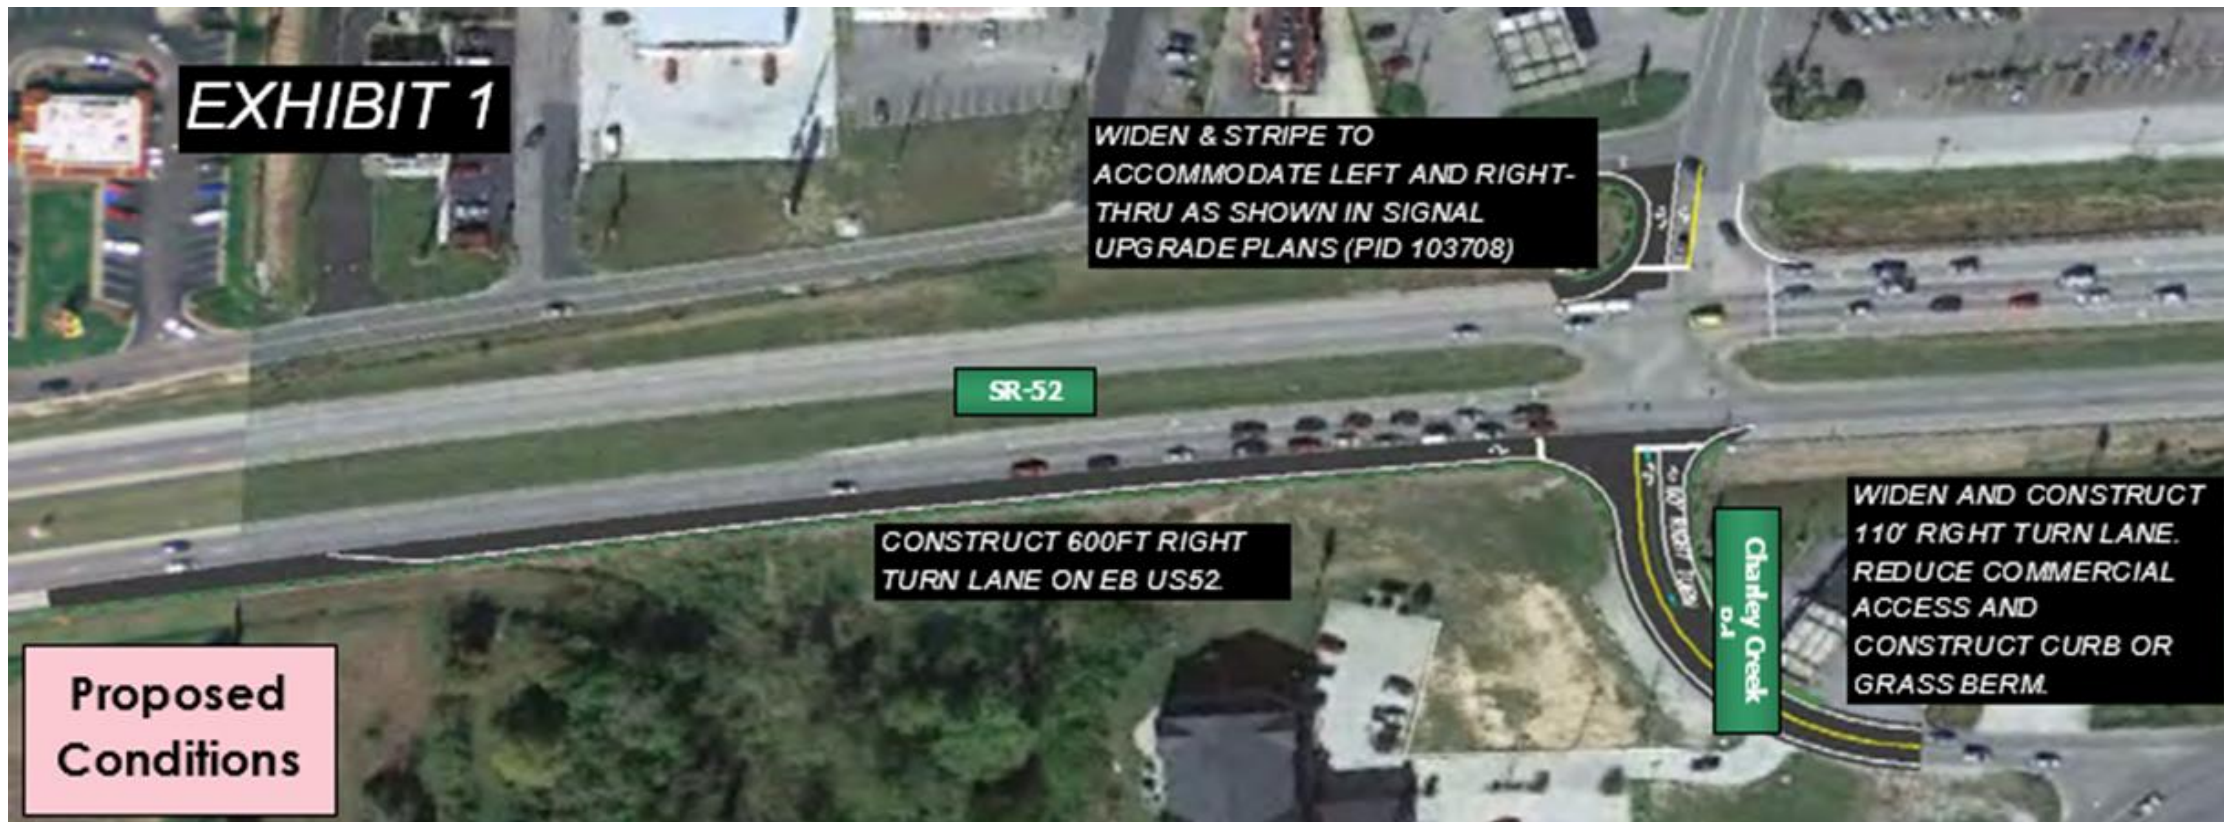 EXHIBIT 1
WIDEN & STRIPE TO
ACCOMMODATE LEFT AND RIGHT-
THRU AS SHOWN IN SIGNAL
UPGRADE PLANS (PID 103708)
SR-52
CONSTRUCT 600FT RIGHT
TURN LANE ON EB US52.
Charley Creek
Rd
WIDEN AND CONSTRUCT
110' RIGHT TURN LANE.
REDUCE COMMERCIAL
ACCESS AND
CONSTRUCT CURB OR
GRASS BERM.
Proposed
Conditions